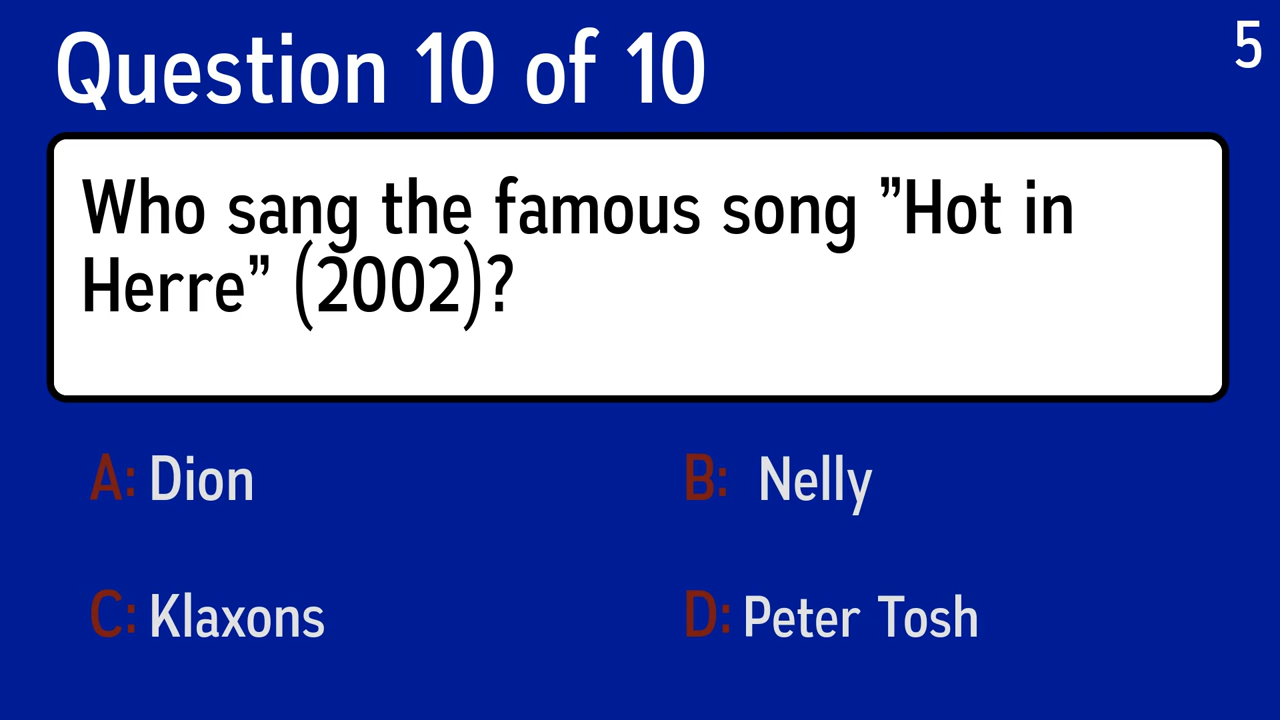 Question 10 of 10
5
Who sang the famous song ”Hot in
Herre” (2002)?
A: Dion
B: Nelly
C: Klaxons
D: Peter Tosh